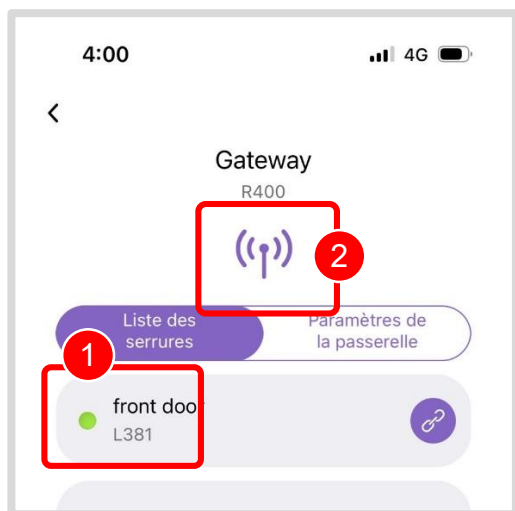 4:00 4G
Gateway
R400
2
Liste des
serrures
Paramètres de
la passerelle
1
front door
L381